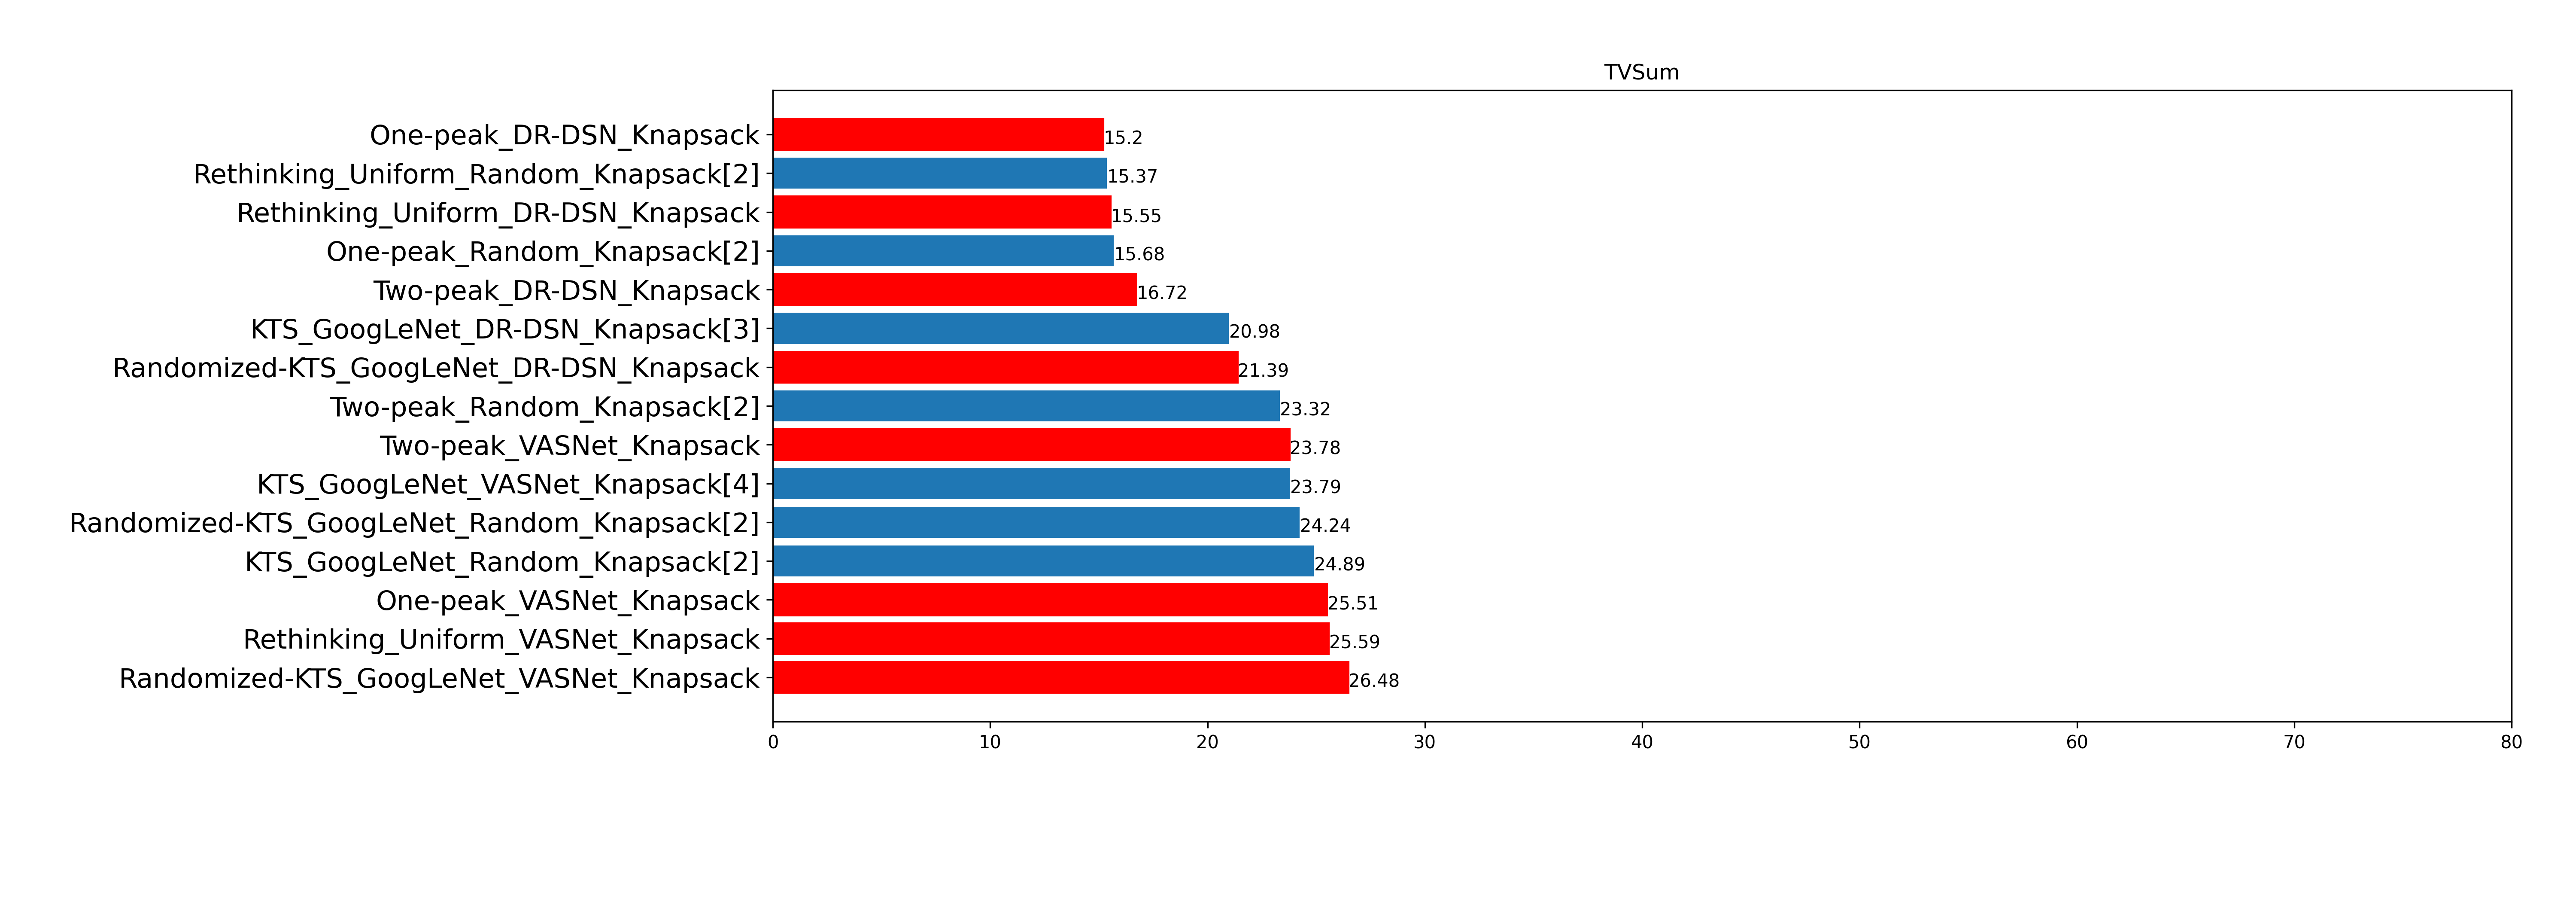 TVSum
One-peak_DR-DSN_Knapsack 15.2
Rethinking_Uniform_Random_Knapsack[2] 15.37
Rethinking_Uniform_DR-DSN_Knapsack 15.55
One-peak_Random_Knapsack[2] 15.68
Two-peak_DR-DSN_Knapsack 16.72
KTS_GoogLeNet_DR-DSN_Knapsack[3] 20.98
Randomized-KTS_GoogLeNet_DR-DSN_Knapsack 21.39
Two-peak_Random_Knapsack[2] 23.32
Two-peak_VASNet_Knapsack 23.78
KTS_GoogLeNet_VASNet_Knapsack[4] 23.79
Randomized-KTS_GoogLeNet_Random_Knapsack[2] 24.24
KTS_GoogLeNet_Random_Knapsack[2] 24.89
One-peak_VASNet_Knapsack 25.51
Rethinking_Uniform_VASNet_Knapsack 25.59
Randomized-KTS_GoogLeNet_VASNet_Knapsack 26.48
0 10 20 30 40 50 60 70 80